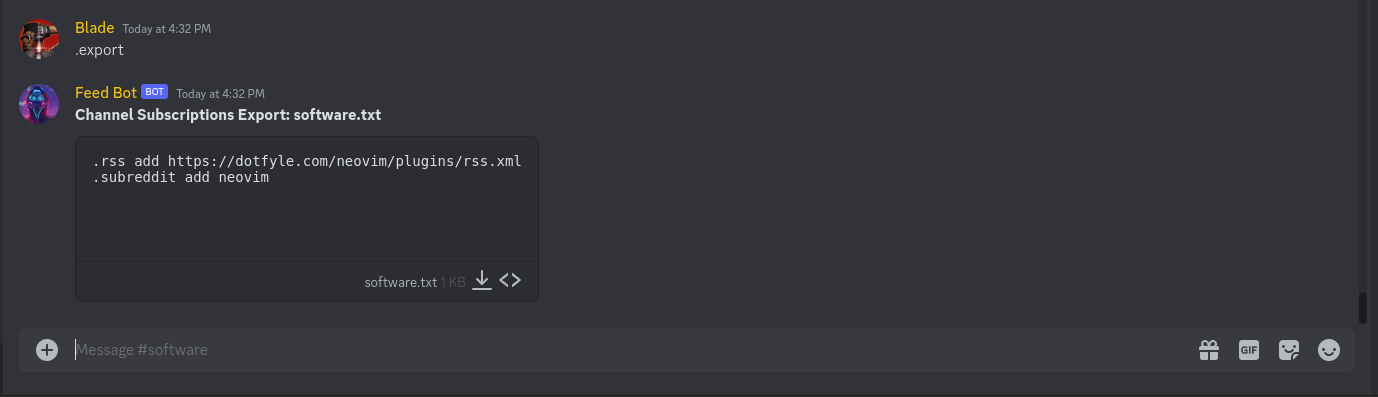 Blade Today at 4:32 PM
.export
Feed Bot BOT Today at 4:32 PM
Channel Subscriptions Export: software.txt
.rss add https://dotfyle.com/neovim/plugins/rss.xml
.subreddit add neovim
software.txt 1 KB
Message #software
GIF